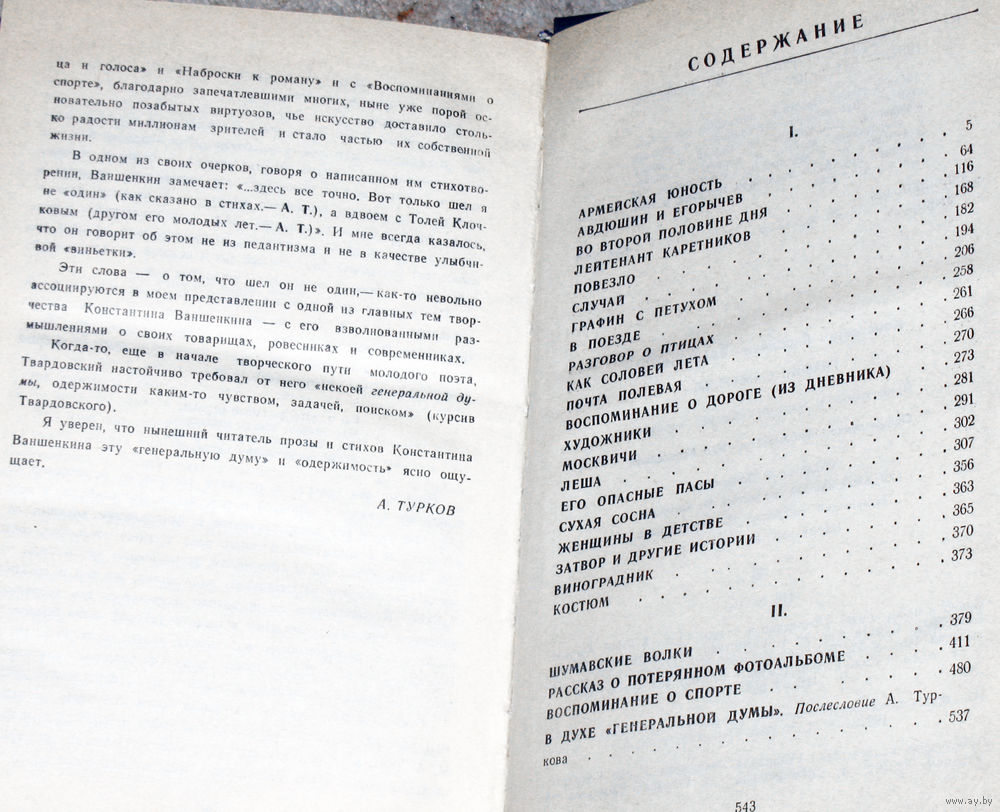 ца и голоса» и «Наброски к роману» и с «Воспоминаниями о
спорте», благодарно запечатлевшими многих, ныне уже порой ос-
новательно позабытых виртуозов, чье искусство доставило столь-
ко радости миллионам зрителей и стало частью их собственной
жизни.
В одном из своих очерков, говоря о написанном им стихотво-
рении, Ваншенкин замечает: «...здесь все точно. Вот только шел я
не «один» (как сказано в стихах.— А. Т.), а вдвоем с Толей Клоч-
ковым (другом его молодых лет.— А. Т.)». И мне всегда казалось,
что он говорит об этом не из педантизма и не в качестве улыбчи-
вой «виньетки».
Эти слова — о том, что шел он не один,— как-то невольно
ассоциируются в моем представлении с одной из главных тем твор-
чества Константина Ваншенкина — с его взволнованными раз-
мышлениями о своих товарищах, ровесниках и современниках.
Когда-то, еще в начале творческого пути молодого поэта,
Твардовский настойчиво требовал от него «некоей генеральной ду-
мы, одержимости каким-то чувством, задачей, поиском» (курсив
Твардовского).
Я уверен, что нынешний читатель прозы и стихов Константина
Ваншенкина эту «генеральную думу» и «одержимость» ясно ощу-
щает.
А. ТУРКОВ
СОДЕРЖАНИЕ
I.
АРМЕЙСКАЯ ЮНОСТЬ . . . . . . . . 5
АВДЮШИН И ЕГОРЫЧЕВ . . . . . . . 64
ВО ВТОРОЙ ПОЛОВИНЕ ДНЯ . . . . . . 116
ЛЕЙТЕНАНТ КАРЕТНИКОВ . . . . . . . 168
ПОВЕЗЛО . . . . . . . . . . 182
СЛУЧАЙ . . . . . . . . . . 194
ГРАФИН С ПЕТУХОМ . . . . . . . . 206
В ПОЕЗДЕ . . . . . . . . . . 258
РАЗГОВОР О ПТИЦАХ . . . . . . . . 261
КАК СОЛОВЕЙ ЛЕТА . . . . . . . . 266
ПОЧТА ПОЛЕВАЯ . . . . . . . . . 270
ВОСПОМИНАНИЕ О ДОРОГЕ (ИЗ ДНЕВНИКА) . . 273
ХУДОЖНИКИ . . . . . . . . . 281
МОСКВИЧИ . . . . . . . . . . 291
ЛЕША . . . . . . . . . . . 302
ЕГО ОПАСНЫЕ ПАСЫ . . . . . . . . 307
СУХАЯ СОСНА . . . . . . . . . 356
ЖЕНЩИНЫ В ДЕТСТВЕ . . . . . . . 363
ЗАТВОР И ДРУГИЕ ИСТОРИИ . . . . . . 365
ВИНОГРАДНИК . . . . . . . . . 370
КОСТЮМ . . . . . . . . . . 373
II.
ШУМАВСКИЕ ВОЛКИ . . . . . . . . 379
РАССКАЗ О ПОТЕРЯННОМ ФОТОАЛЬБОМЕ . . . . 411
ВОСПОМИНАНИЕ О СПОРТЕ . . . . . . . 480
В ДУХЕ «ГЕНЕРАЛЬНОЙ ДУМЫ». Послесловие А. Тур-
кова . . . . . . . . . . . . 537
543
www.ay.by